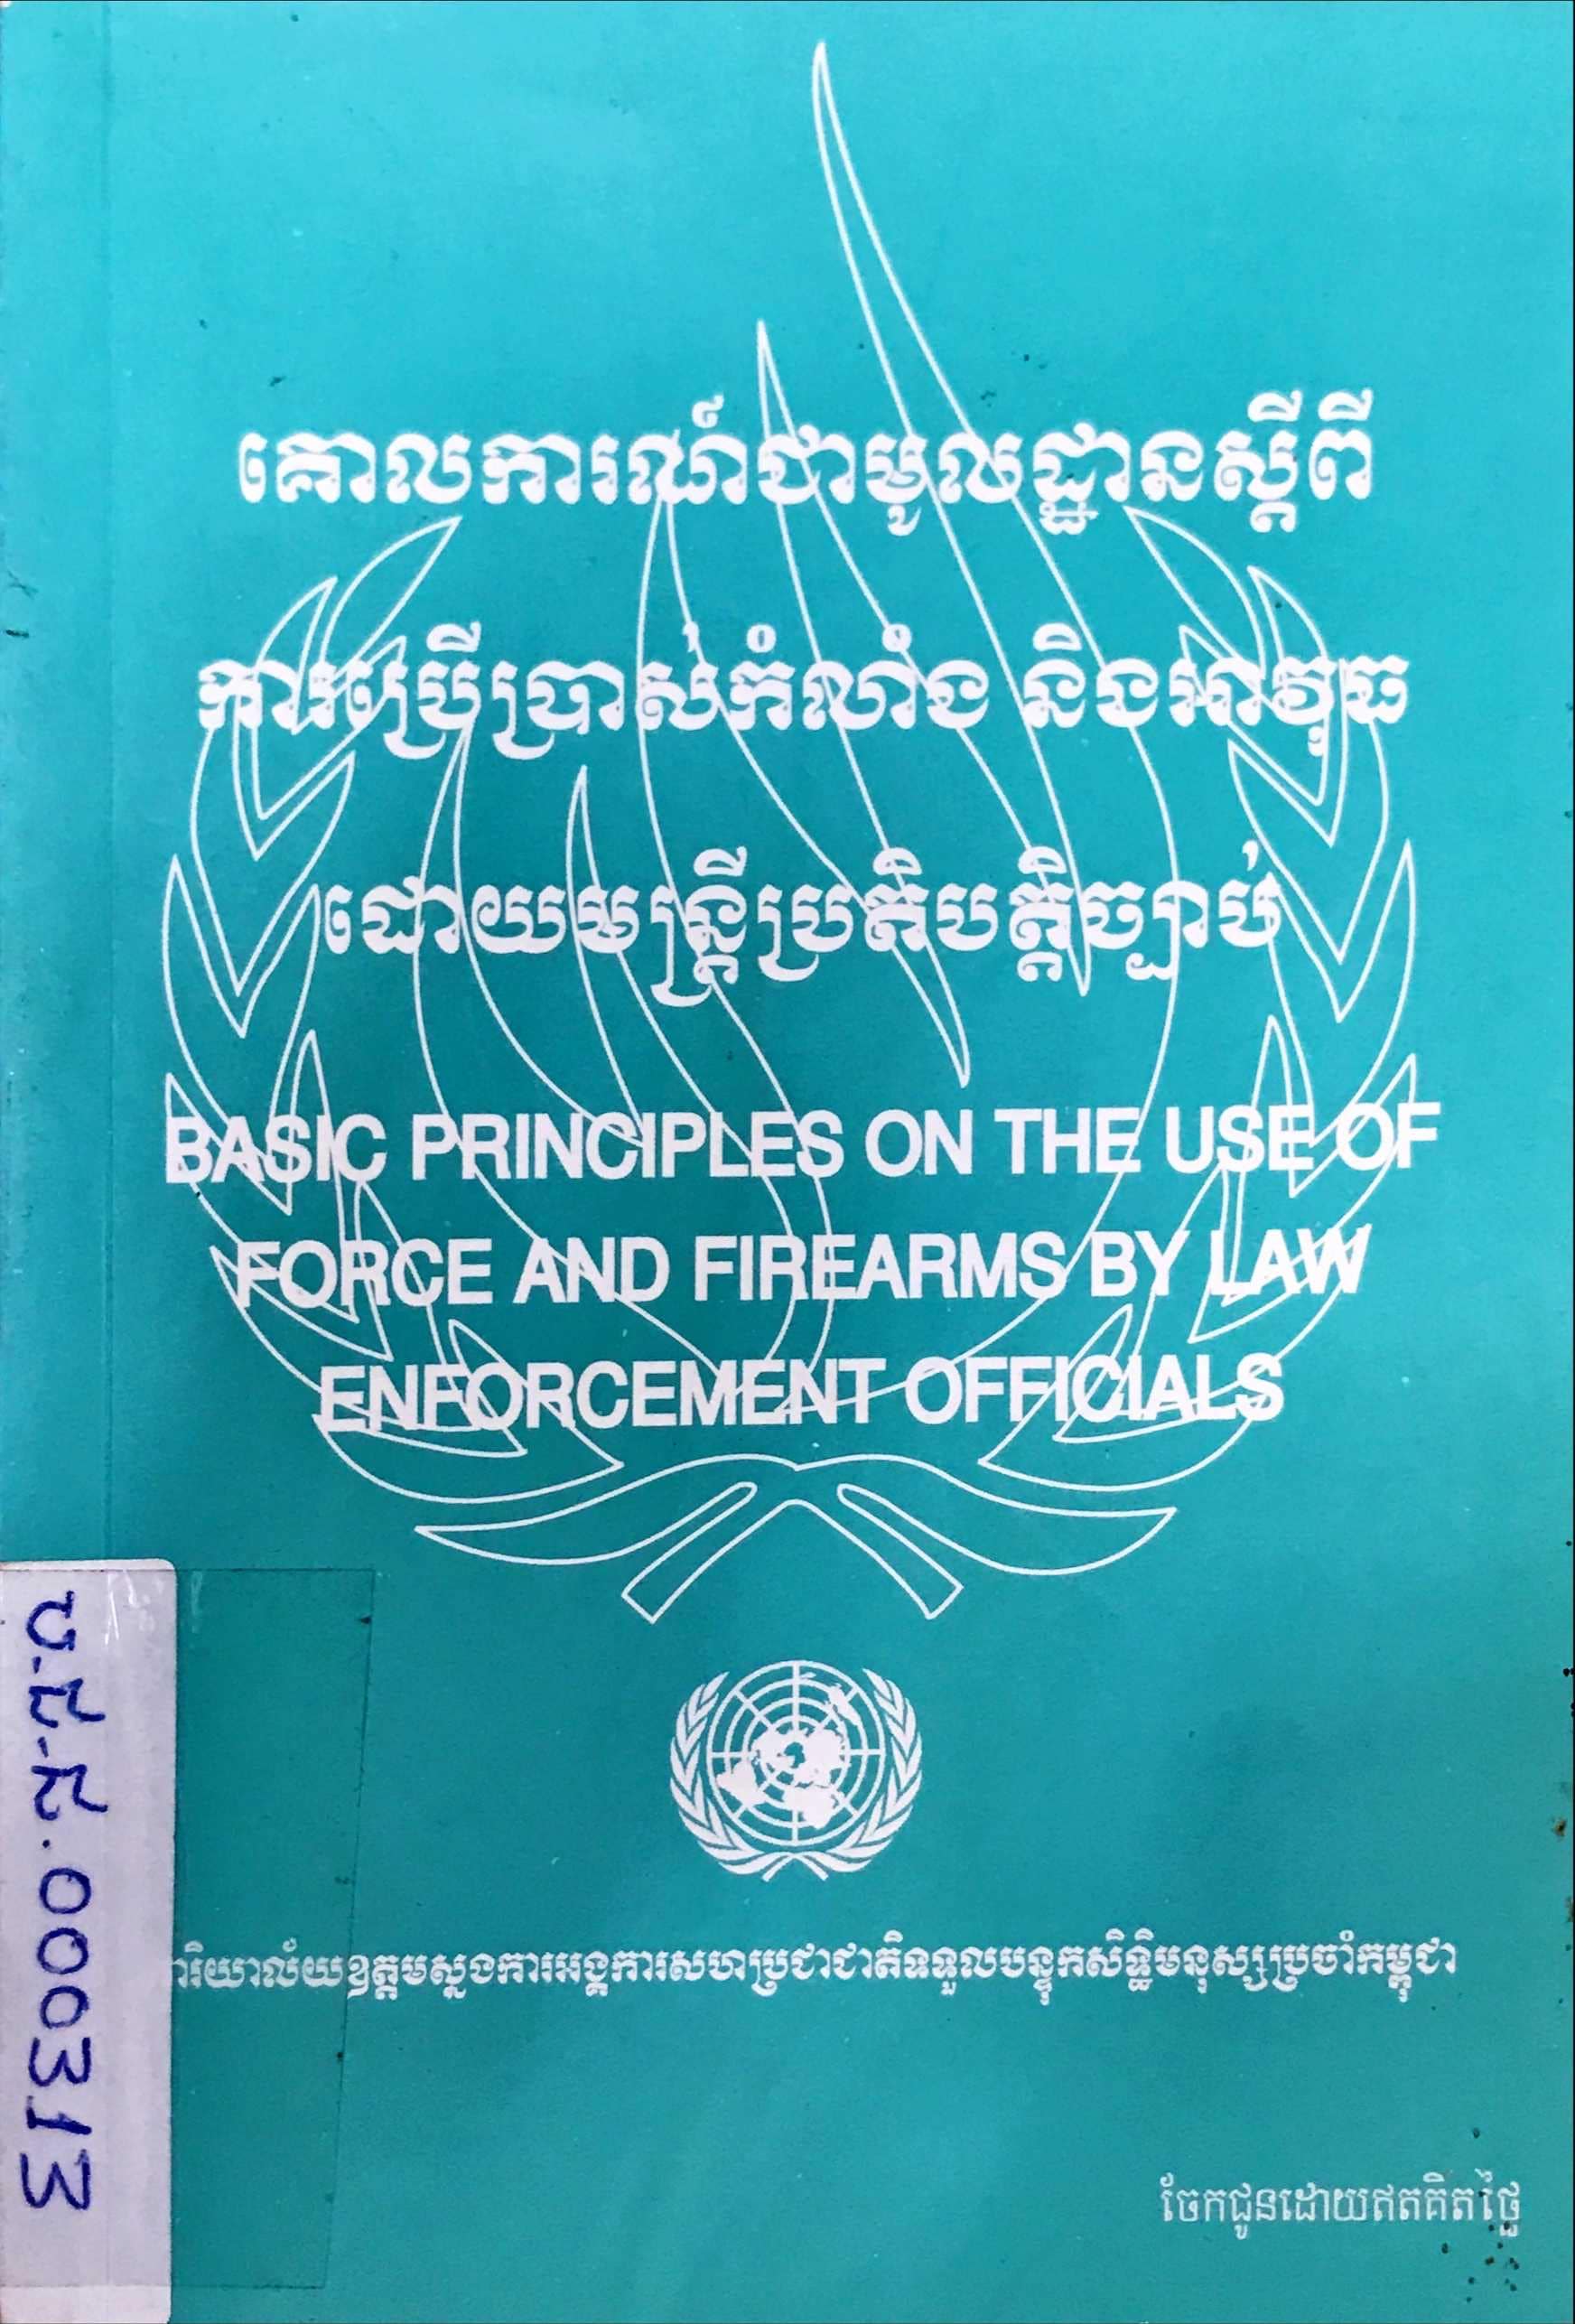 គោលការណ៍ជាមូលដ្ឋានស្ដីពី
ការប្រើប្រាស់កំលាំង និងអាវុធ
ដោយមន្ត្រីប្រតិបត្តិច្បាប់
BASIC PRINCIPLES ON THE USE OF
FORCE AND FIREARMS BY LAW
ENFORCEMENT OFFICIALS
ការិយាល័យឧត្តមស្នងការអង្គការសហប្រជាជាតិទទួលបន្ទុកសិទ្ធិមនុស្សប្រចាំកម្ពុជា
ចែកជូនដោយឥតគិតថ្លៃ
000313